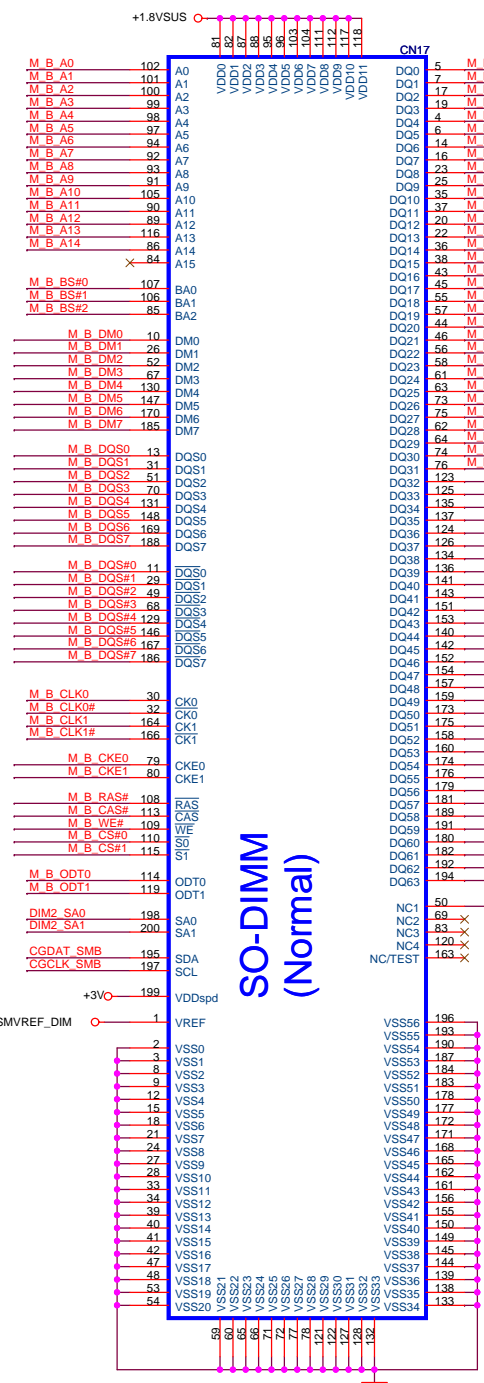 +1.8VSUS
81 82 87 88 95 96 103 104 111 112 117 118
CN17
VDD0 VDD1 VDD2 VDD3 VDD4 VDD5 VDD6 VDD7 VDD8 VDD9 VDD10 VDD11
M_B_A0 102 A0 DQ0 5
M_B_A1 101 A1 DQ1 7
M_B_A2 100 A2 DQ2 17
M_B_A3 99 A3 DQ3 19
M_B_A4 98 A4 DQ4 4
M_B_A5 97 A5 DQ5 6
M_B_A6 94 A6 DQ6 14
M_B_A7 92 A7 DQ7 16
M_B_A8 93 A8 DQ8 23
M_B_A9 91 A9 DQ9 25
M_B_A10 105 A10 DQ10 35
M_B_A11 90 A11 DQ11 37
M_B_A12 89 A12 DQ12 20
M_B_A13 116 A13 DQ13 22
M_B_A14 86 A14 DQ14 36
84 A15 DQ15 38
DQ16 43
M_B_BS#0 107 BA0 DQ17 45
M_B_BS#1 106 BA1 DQ18 55
M_B_BS#2 85 BA2 DQ19 57
DQ20 44
M_B_DM0 10 DM0 DQ21 46
M_B_DM1 26 DM1 DQ22 56
M_B_DM2 52 DM2 DQ23 58
M_B_DM3 67 DM3 DQ24 61
M_B_DM4 130 DM4 DQ25 63
M_B_DM5 147 DM5 DQ26 73
M_B_DM6 170 DM6 DQ27 75
M_B_DM7 185 DM7 DQ28 62
DQ29 64
M_B_DQS0 13 DQS0 DQ30 74
M_B_DQS1 31 DQS1 DQ31 76
M_B_DQS2 51 DQS2 DQ32 123
M_B_DQS3 70 DQS3 DQ33 125
M_B_DQS4 131 DQS4 DQ34 135
M_B_DQS5 148 DQS5 DQ35 137
M_B_DQS6 169 DQS6 DQ36 124
M_B_DQS7 188 DQS7 DQ37 126
DQ38 134
M_B_DQS#0 11 DQS0 DQ39 136
M_B_DQS#1 29 DQS1 DQ40 141
M_B_DQS#2 49 DQS2 DQ41 143
M_B_DQS#3 68 DQS3 DQ42 151
M_B_DQS#4 129 DQS4 DQ43 153
M_B_DQS#5 146 DQS5 DQ44 140
M_B_DQS#6 167 DQS6 DQ45 142
M_B_DQS#7 186 DQS7 DQ46 152
DQ47 154
DQ48 157
M_B_CLK0 30 CK0 DQ49 159
M_B_CLK0# 32 CK0 DQ50 173
M_B_CLK1 164 CK1 DQ51 175
M_B_CLK1# 166 CK1 DQ52 158
DQ53 160
M_B_CKE0 79 CKE0 DQ54 174
M_B_CKE1 80 CKE1 DQ55 176
DQ56 179
M_B_RAS# 108 RAS DQ57 181
M_B_CAS# 113 CAS DQ58 189
M_B_WE# 109 WE DQ59 191
M_B_CS#0 110 S0 DQ60 180
M_B_CS#1 115 S1 DQ61 182
DQ62 192
M_B_ODT0 114 ODT0 DQ63 194
M_B_ODT1 119 ODT1
NC1 50
DIM2_SA0 198 SA0 NC2 69
DIM2_SA1 200 SA1 NC3 83
NC4 120
CGDAT_SMB 195 SDA NC/TEST 163
CGCLK_SMB 197 SCL
SO-DIMM
(Normal)
+3V 199 VDDspd
SMVREF_DIM 1 VREF VSS56 196
VSS55 193
2 VSS0 VSS54 190
3 VSS1 VSS53 187
8 VSS2 VSS52 184
9 VSS3 VSS51 183
12 VSS4 VSS50 178
15 VSS5 VSS49 177
18 VSS6 VSS48 172
21 VSS7 VSS47 171
24 VSS8 VSS46 168
27 VSS9 VSS45 165
28 VSS10 VSS44 162
33 VSS11 VSS43 161
34 VSS12 VSS42 156
39 VSS13 VSS41 155
40 VSS14 VSS40 150
41 VSS15 VSS39 149
42 VSS16 VSS38 145
47 VSS17 VSS37 144
48 VSS18 VSS36 139
53 VSS19 VSS35 138
54 VSS20 VSS34 133
VSS21 VSS22 VSS23 VSS24 VSS25 VSS26 VSS27 VSS28 VSS29 VSS30 VSS31 VSS32 VSS33
59 60 65 66 71 72 77 78 121 122 127 128 132